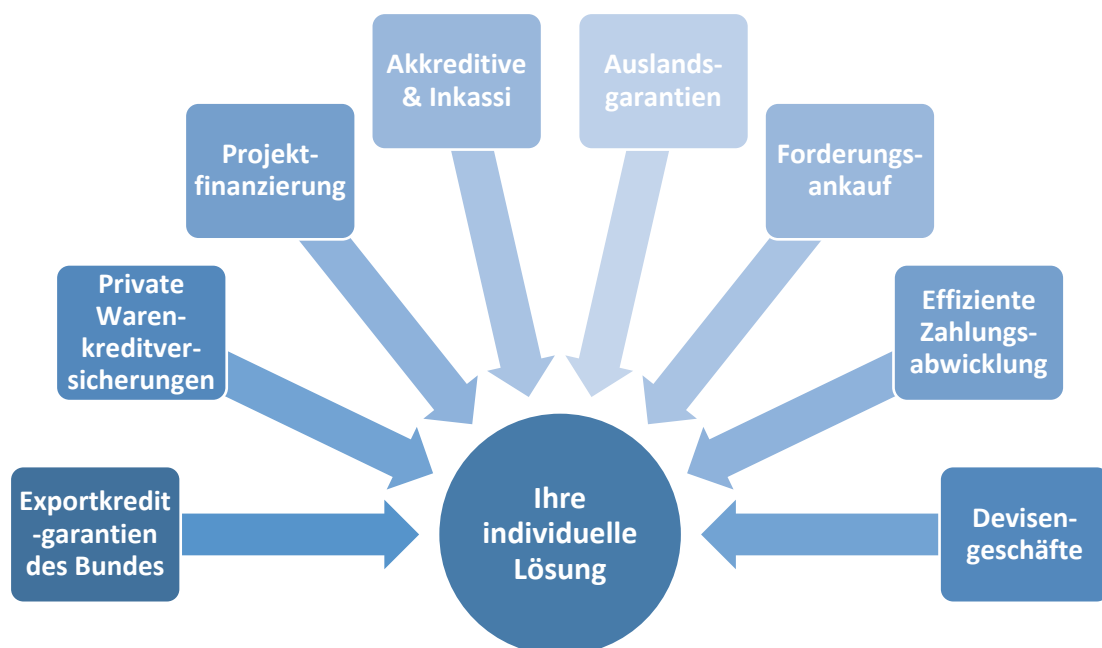 Akkreditive
& Inkassi
Auslands-
garantien
Projekt-
finanzierung
Forderungs-
ankauf
Private
Waren-
kreditver-
sicherungen
Effiziente
Zahlungs-
abwicklung
Exportkredit
-garantien
des Bundes
Ihre
individuelle
Lösung
Devisen-
geschäfte